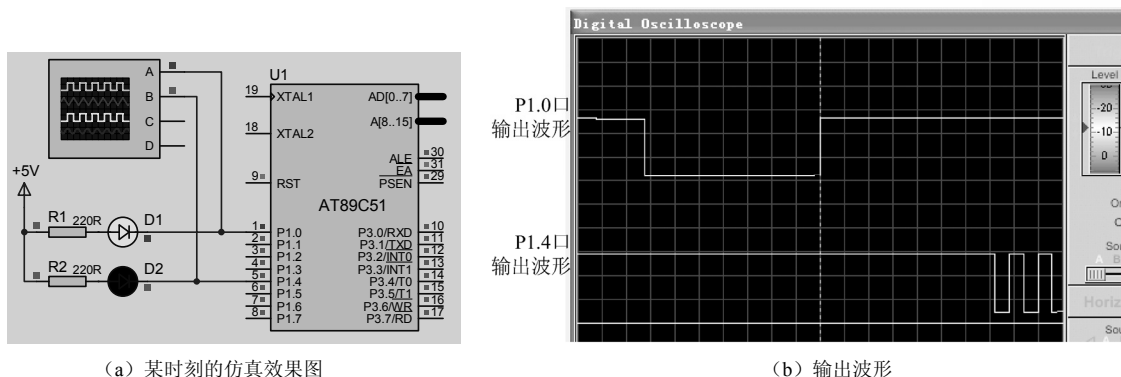 A
B
C
D
+5V
R1 220R D1
R2 220R D2
U1
19 XTAL1
18 XTAL2
9 RST
AD[0..7]
A[8..15]
ALE 30
EA 31
PSEN 29
AT89C51
1 P1.0 P3.0/RXD 10
2 P1.1 P3.1/TXD 11
3 P1.2 P3.2/INT0 12
4 P1.3 P3.3/INT1 13
5 P1.4 P3.4/T0 14
6 P1.5 P3.5/T1 15
7 P1.6 P3.6/WR 16
8 P1.7 P3.7/RD 17
(a) 某时刻的仿真效果图
Digital Oscilloscope
P1.0口
输出波形
P1.4口
输出波形
Level
-20
-10
0
A B
Horiz
Sou
(b) 输出波形